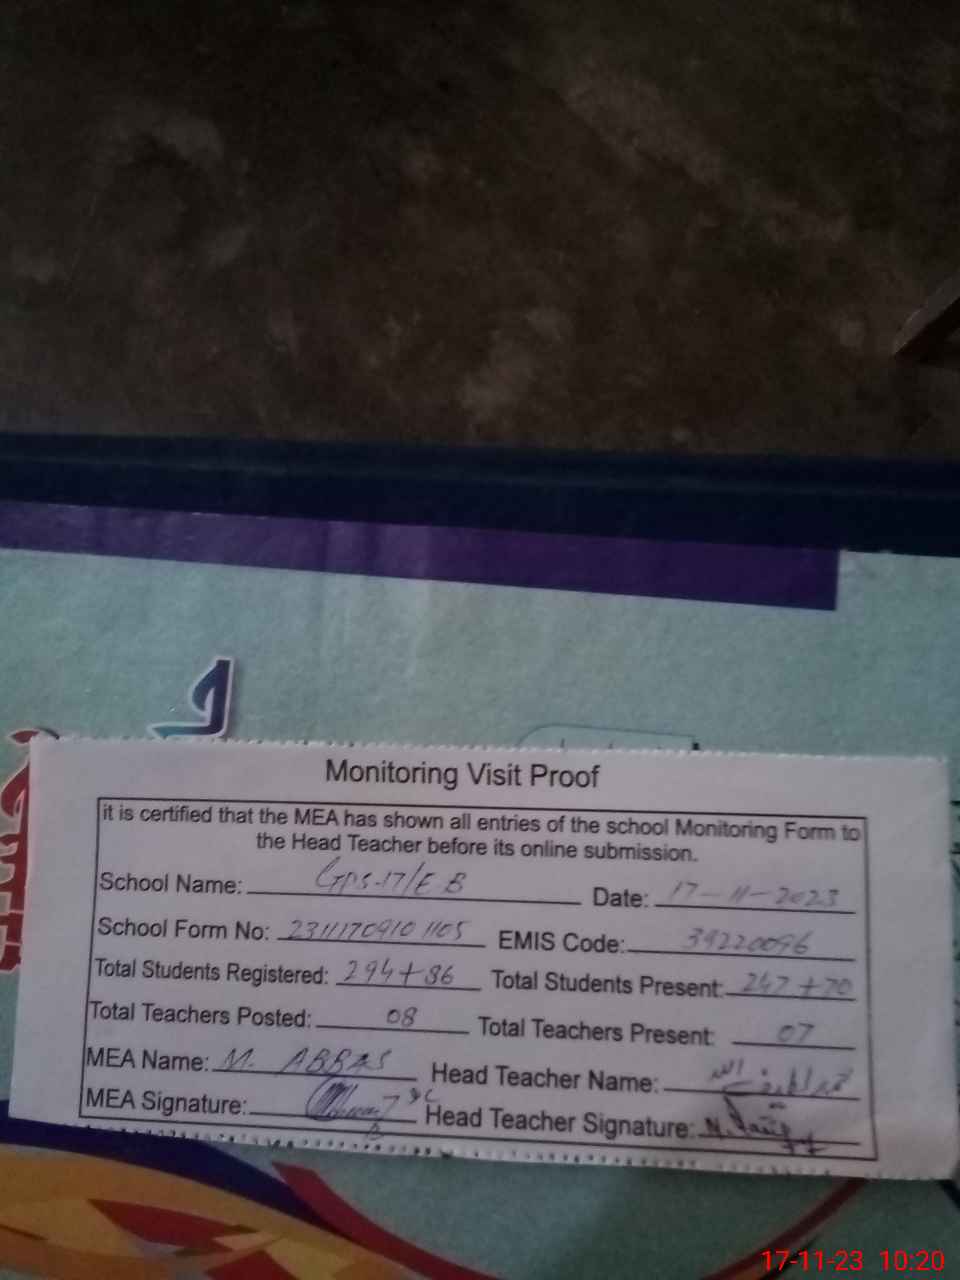 Monitoring Visit Proof
it is certified that the MEA has shown all entries of the school Monitoring Form to
the Head Teacher before its online submission.
School Name: GPS-17/E B Date: 17-11-2023
School Form No: 23111709101105 EMIS Code: 39220096
Total Students Registered: 294+86 Total Students Present: 247+70
Total Teachers Posted: 08 Total Teachers Present: 07
MEA Name: M. ABBAS Head Teacher Name:
MEA Signature: Head Teacher Signature:
17-11-23 10:20